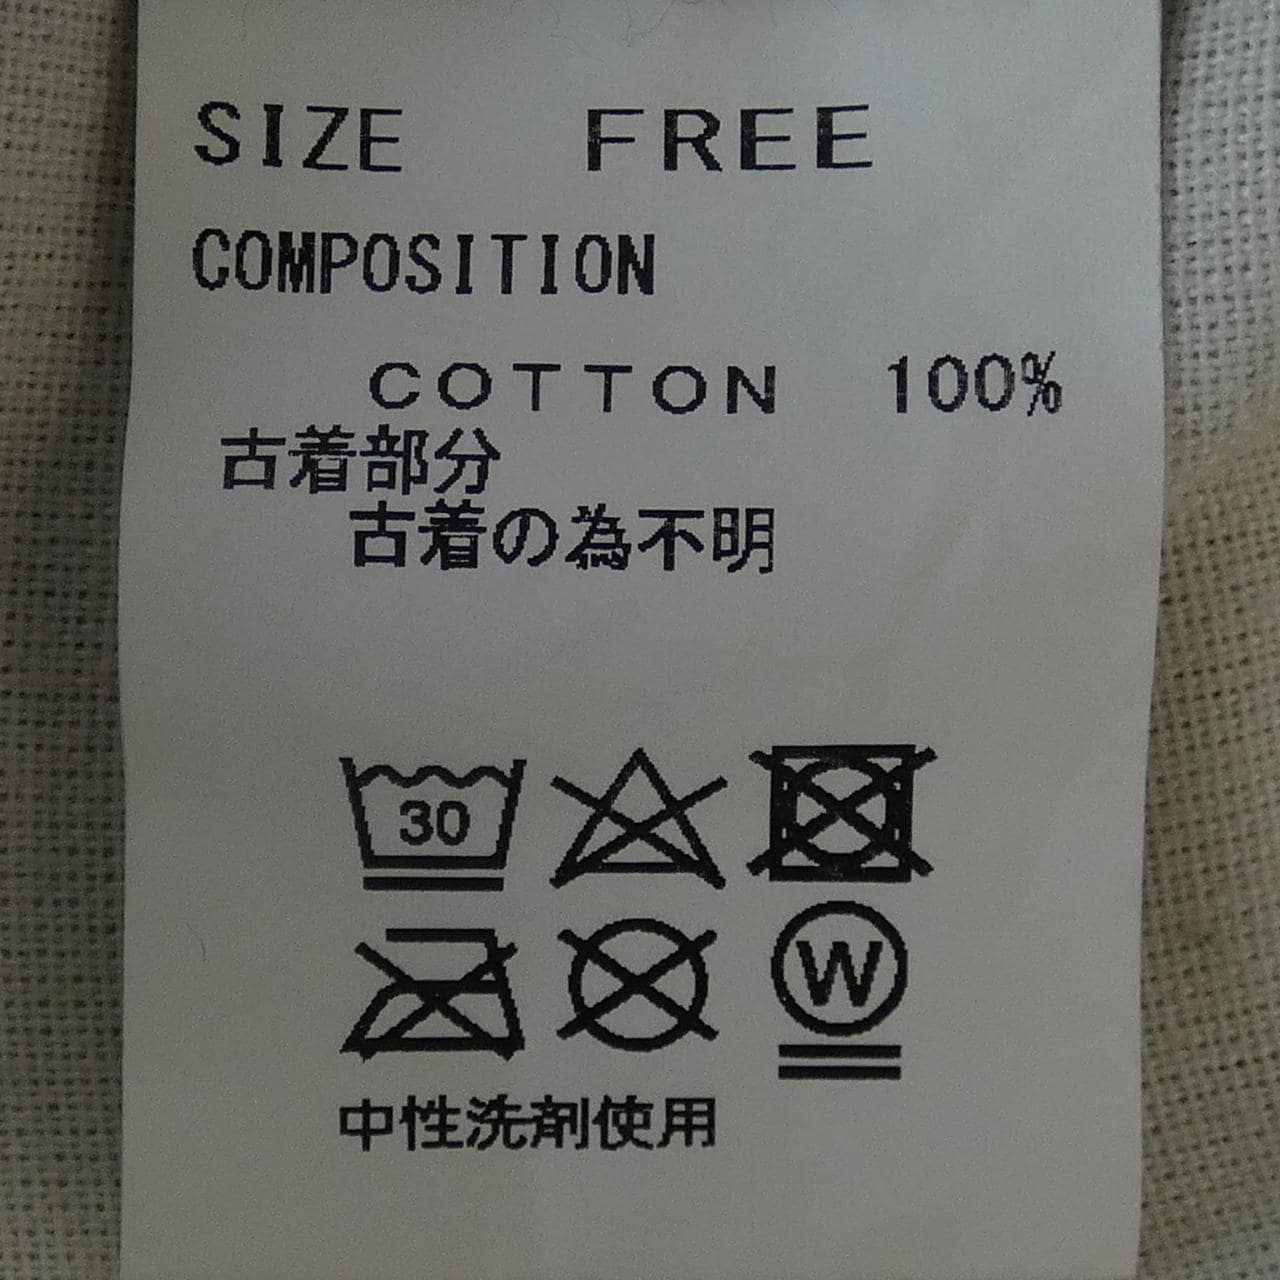 SIZE FREE
COMPOSITION
COTTON 100%
古着部分
古着の為不明
30
W
中性洗剤使用